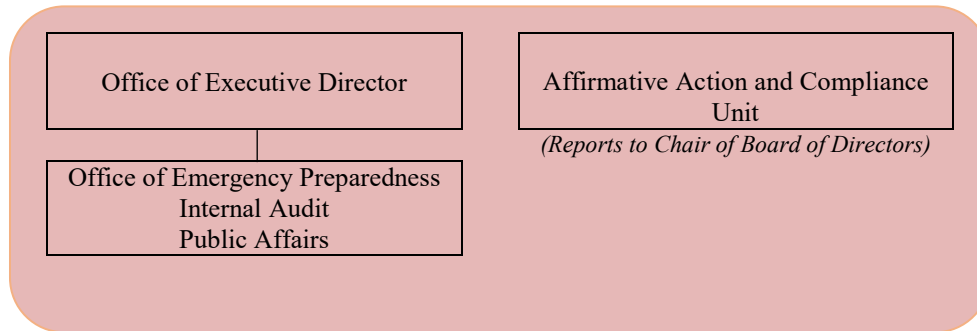 Office of Executive Director
Affirmative Action and Compliance
Unit
(Reports to Chair of Board of Directors)
Office of Emergency Preparedness
Internal Audit
Public Affairs